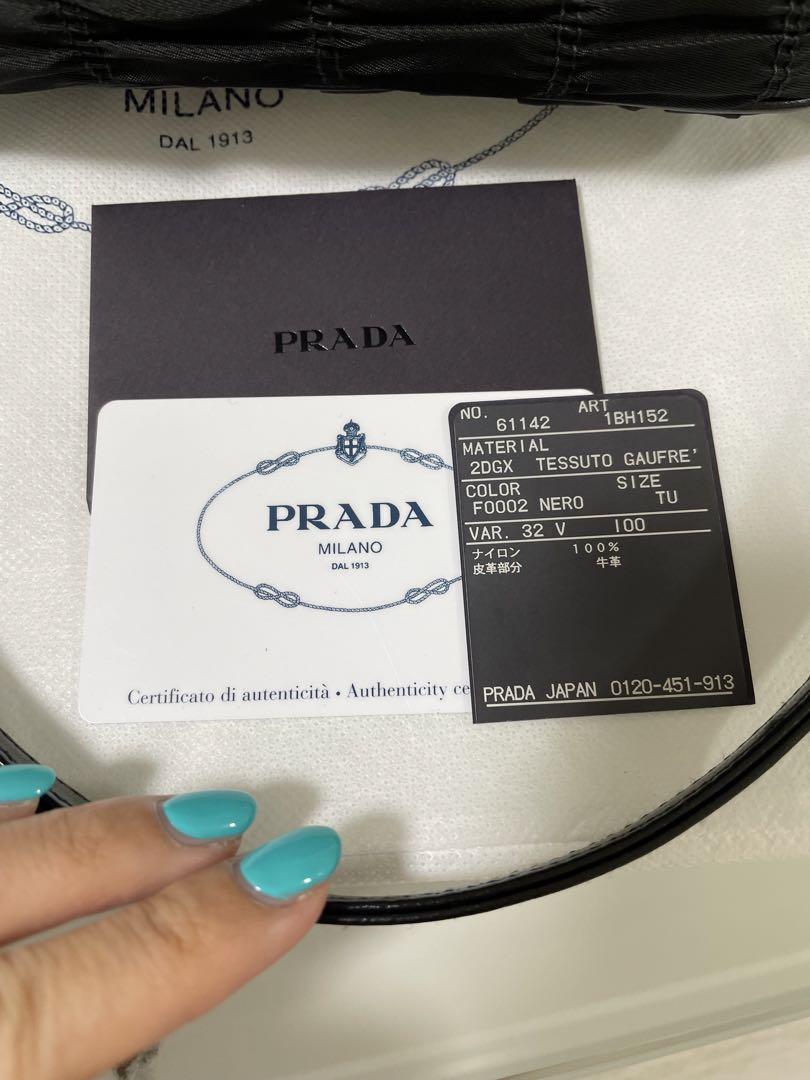 MILANO
DAL 1913
PRADA
PRADA
MILANO
DAL 1913
Certificato di autenticità • Authenticity ce
NO. 61142 ART 1BH152
MATERIAL
2DGX TESSUTO GAUFRE'
COLOR SIZE
F0002 NERO TU
VAR. 32 V I00
ナイロン 100%
皮革部分 牛革
PRADA JAPAN 0120-451-913